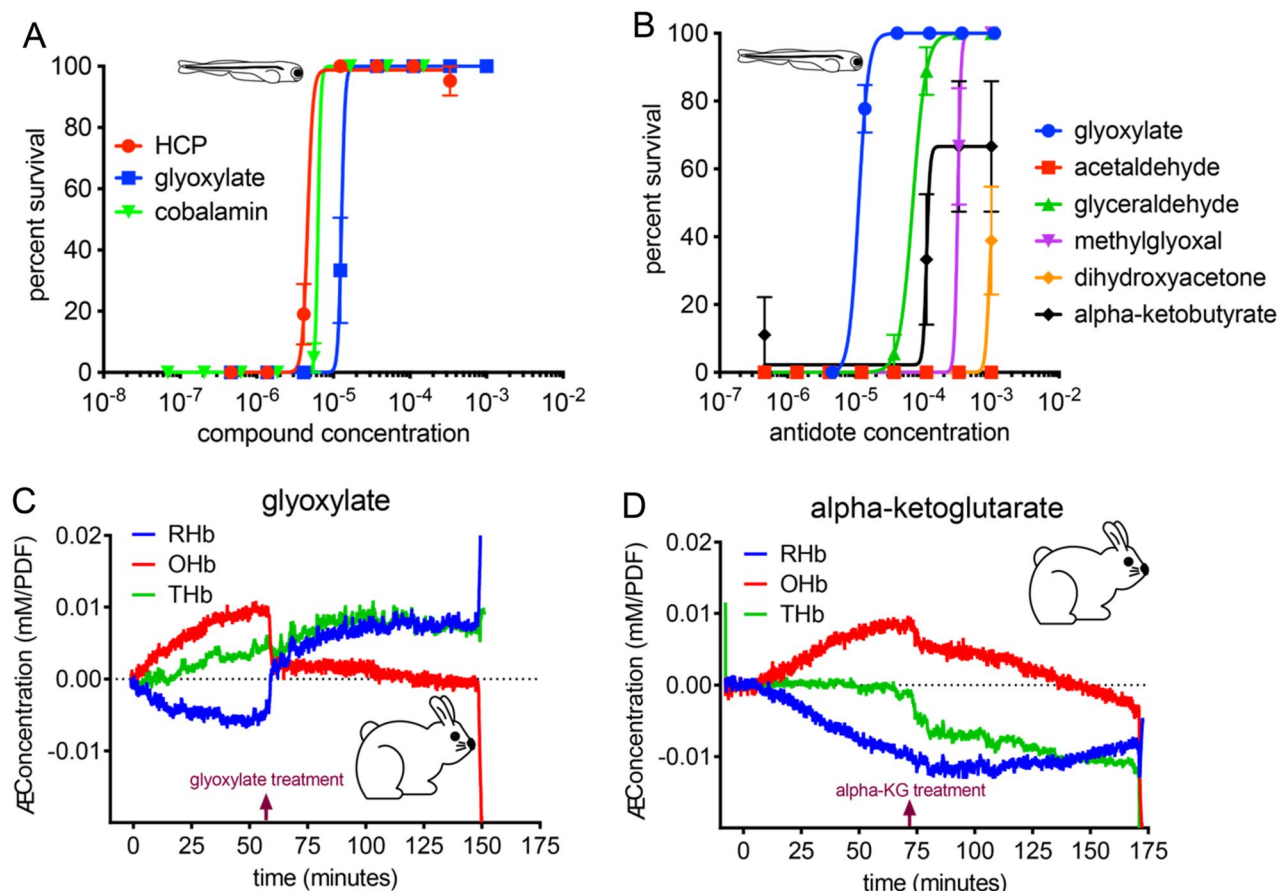 A
percent survival
100
80
60
40
20
0
HCP
glyoxylate
cobalamin
10-8 10-7 10-6 10-5 10-4 10-3 10-2
compound concentration
B
percent survival
100
80
60
40
20
0
10-7 10-6 10-5 10-4 10-3 10-2
antidote concentration
glyoxylate
acetaldehyde
glyceraldehyde
methylglyoxal
dihydroxyacetone
alpha-ketobutyrate
C
glyoxylate
ÆConcentration (mM/PDF)
0.02
0.01
0.00
-0.01
RHb
OHb
THb
glyoxylate treatment
0 25 50 75 100 125 150 175
time (minutes)
D
alpha-ketoglutarate
ÆConcentration (mM/PDF)
0.02
0.01
0.00
-0.01
RHb
OHb
THb
alpha-KG treatment
0 25 50 75 100 125 150 175
time (minutes)